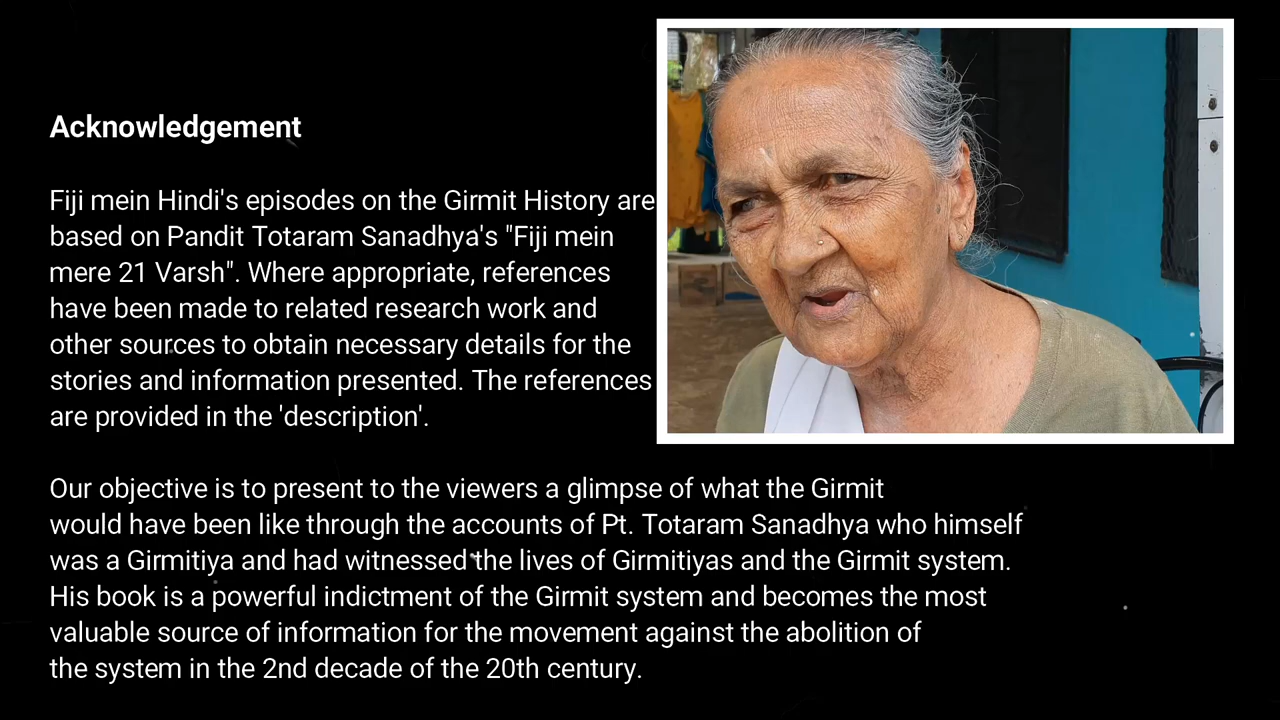 Acknowledgement
Fiji mein Hindi's episodes on the Girmit History are
based on Pandit Totaram Sanadhya's "Fiji mein
mere 21 Varsh". Where appropriate, references
have been made to related research work and
other sources to obtain necessary details for the
stories and information presented. The references
are provided in the 'description'.
Our objective is to present to the viewers a glimpse of what the Girmit
would have been like through the accounts of Pt. Totaram Sanadhya who himself
was a Girmitiya and had witnessed the lives of Girmitiyas and the Girmit system.
His book is a powerful indictment of the Girmit system and becomes the most
valuable source of information for the movement against the abolition of
the system in the 2nd decade of the 20th century.